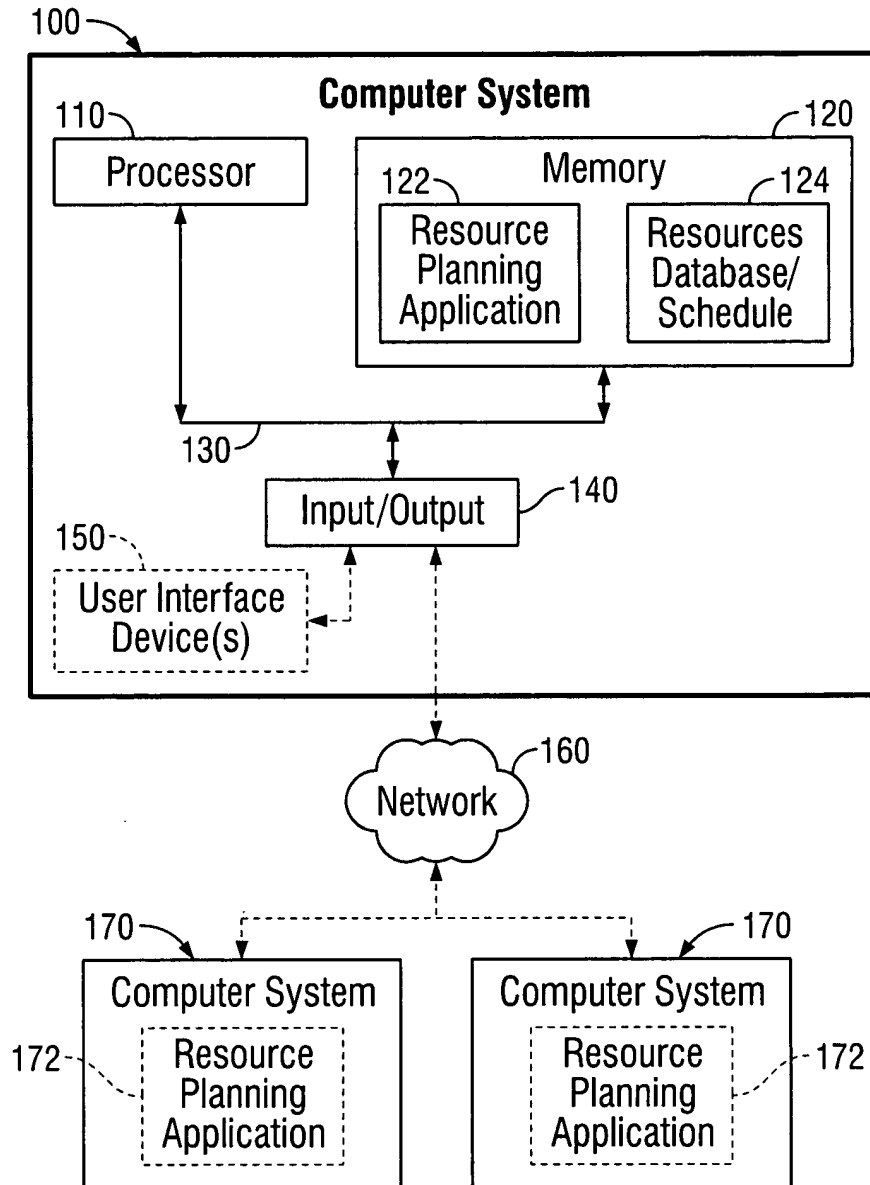 100
Computer System
110
Processor
120
Memory
122
Resource
Planning
Application
124
Resources
Database/
Schedule
130
Input/Output
140
150
User Interface
Device(s)
160
Network
170
Computer System
172
Resource
Planning
Application
170
Computer System
Resource
Planning
Application
172